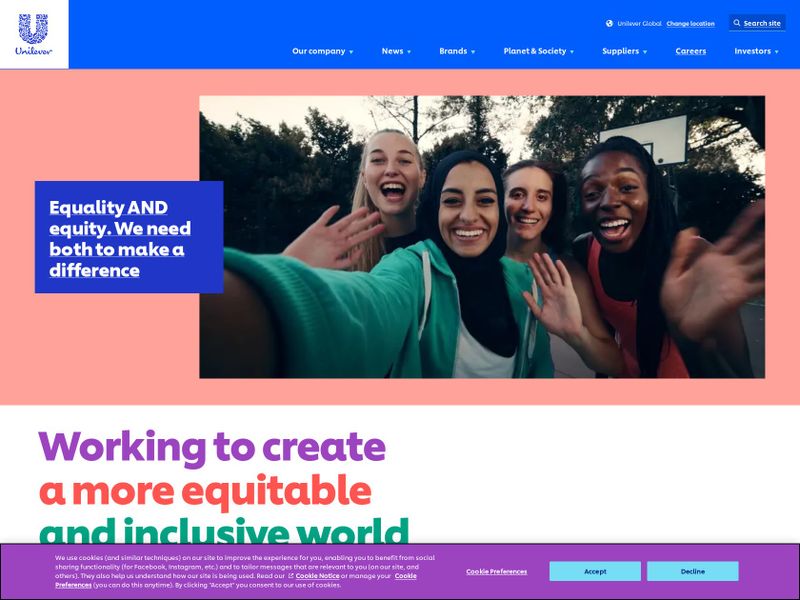 Unilever
Unilever Global Change location
Search site
Our company
News
Brands
Planet & Society
Suppliers
Careers
Investors
Equality AND
equity. We need
both to make a
difference
Working to create
a more equitable
and inclusive world
We use cookies (and similar techniques) on our site to improve the experience for you, enabling you to benefit from social
sharing functionality (for Facebook, Instagram, etc.) and to tailor messages that are relevant to you (on our site, and
others). They also help us understand how our site is being used. Read our Cookie Notice or manage your Cookie
Preferences (you can do this anytime). By clicking "Accept" you consent to our use of cookies.
Cookie Preferences
Accept
Decline